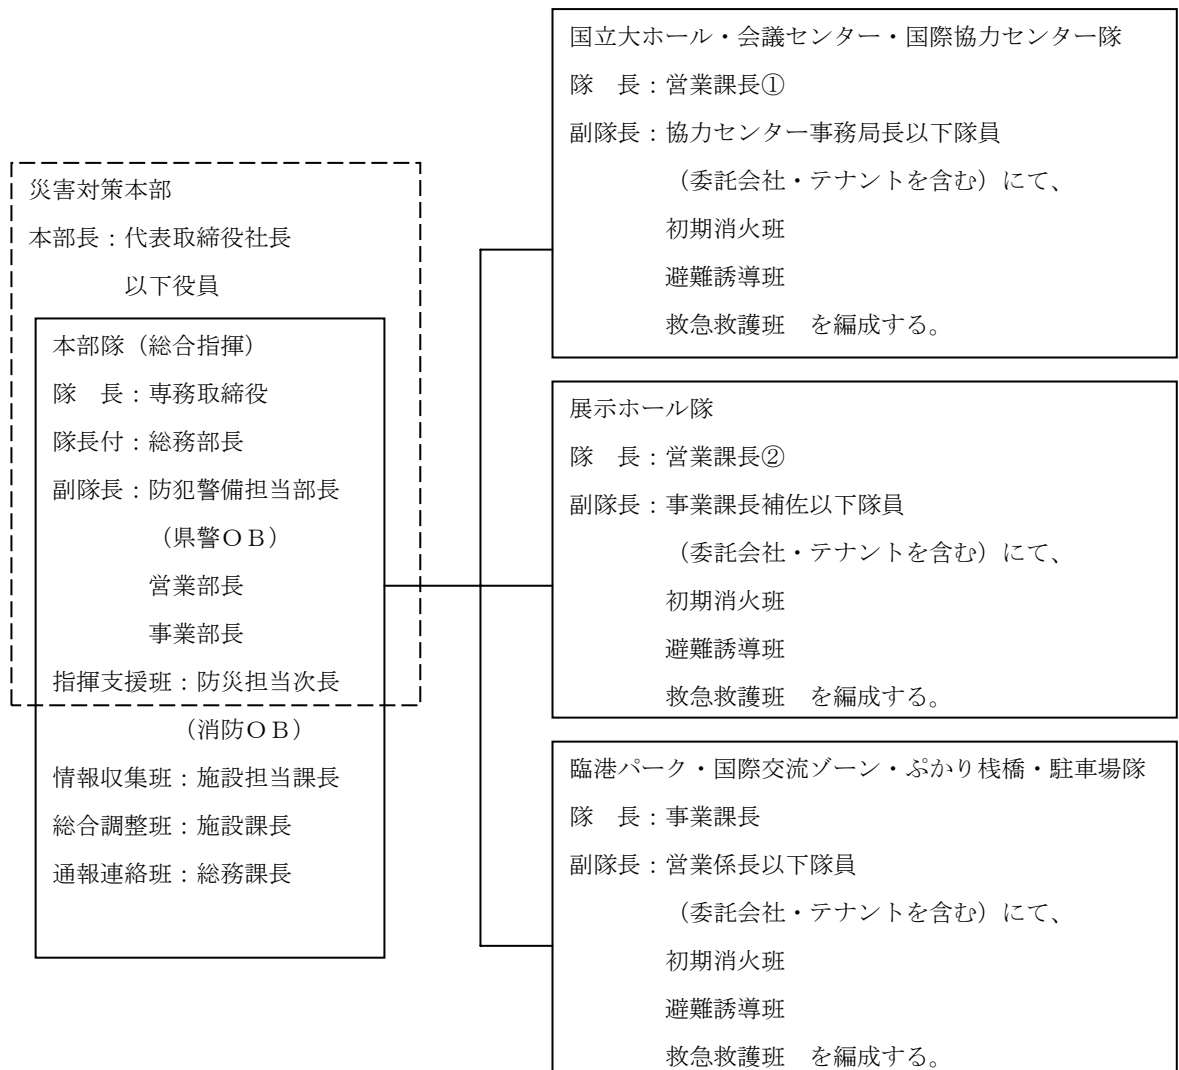 災害対策本部
本部長：代表取締役社長
以下役員
本部隊（総合指揮）
隊　長：専務取締役
隊長付：総務部長
副隊長：防犯警備担当部長
（県警ＯＢ）
営業部長
事業部長
指揮支援班：防災担当次長
（消防ＯＢ）
情報収集班：施設担当課長
総合調整班：施設課長
通報連絡班：総務課長
国立大ホール・会議センター・国際協力センター隊
隊　長：営業課長①
副隊長：協力センター事務局長以下隊員
（委託会社・テナントを含む）にて、
初期消火班
避難誘導班
救急救護班　を編成する。
展示ホール隊
隊　長：営業課長②
副隊長：事業課長補佐以下隊員
（委託会社・テナントを含む）にて、
初期消火班
避難誘導班
救急救護班　を編成する。
臨港パーク・国際交流ゾーン・ぷかり桟橋・駐車場隊
隊　長：事業課長
副隊長：営業係長以下隊員
（委託会社・テナントを含む）にて、
初期消火班
避難誘導班
救急救護班　を編成する。